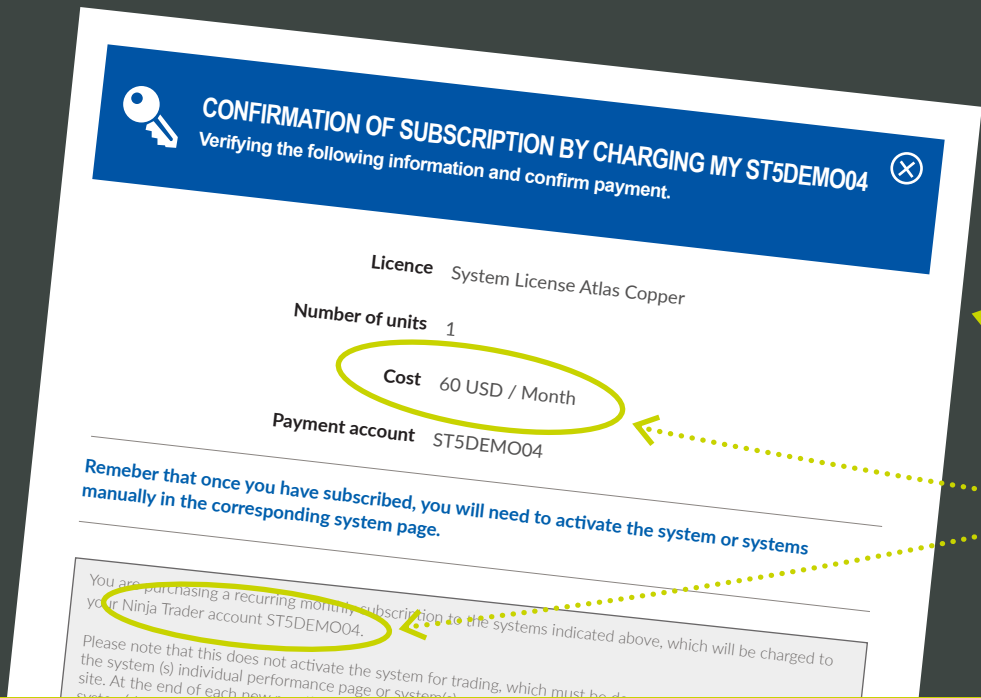 CONFIRMATION OF SUBSCRIPTION BY CHARGING MY ST5DEMO04
Verifying the following information and confirm payment.
Licence System License Atlas Copper
Number of units 1
Cost 60 USD / Month
Payment account ST5DEMO04
Remeber that once you have subscribed, you will need to activate the system or systems
manually in the corresponding system page.
You are purchasing a recurring monthly subscription to the systems indicated above, which will be charged to
your Ninja Trader account ST5DEMO04.
Please note that this does not activate the system for trading, which must be
the system (s) individual performance page or
site. At the end of each new